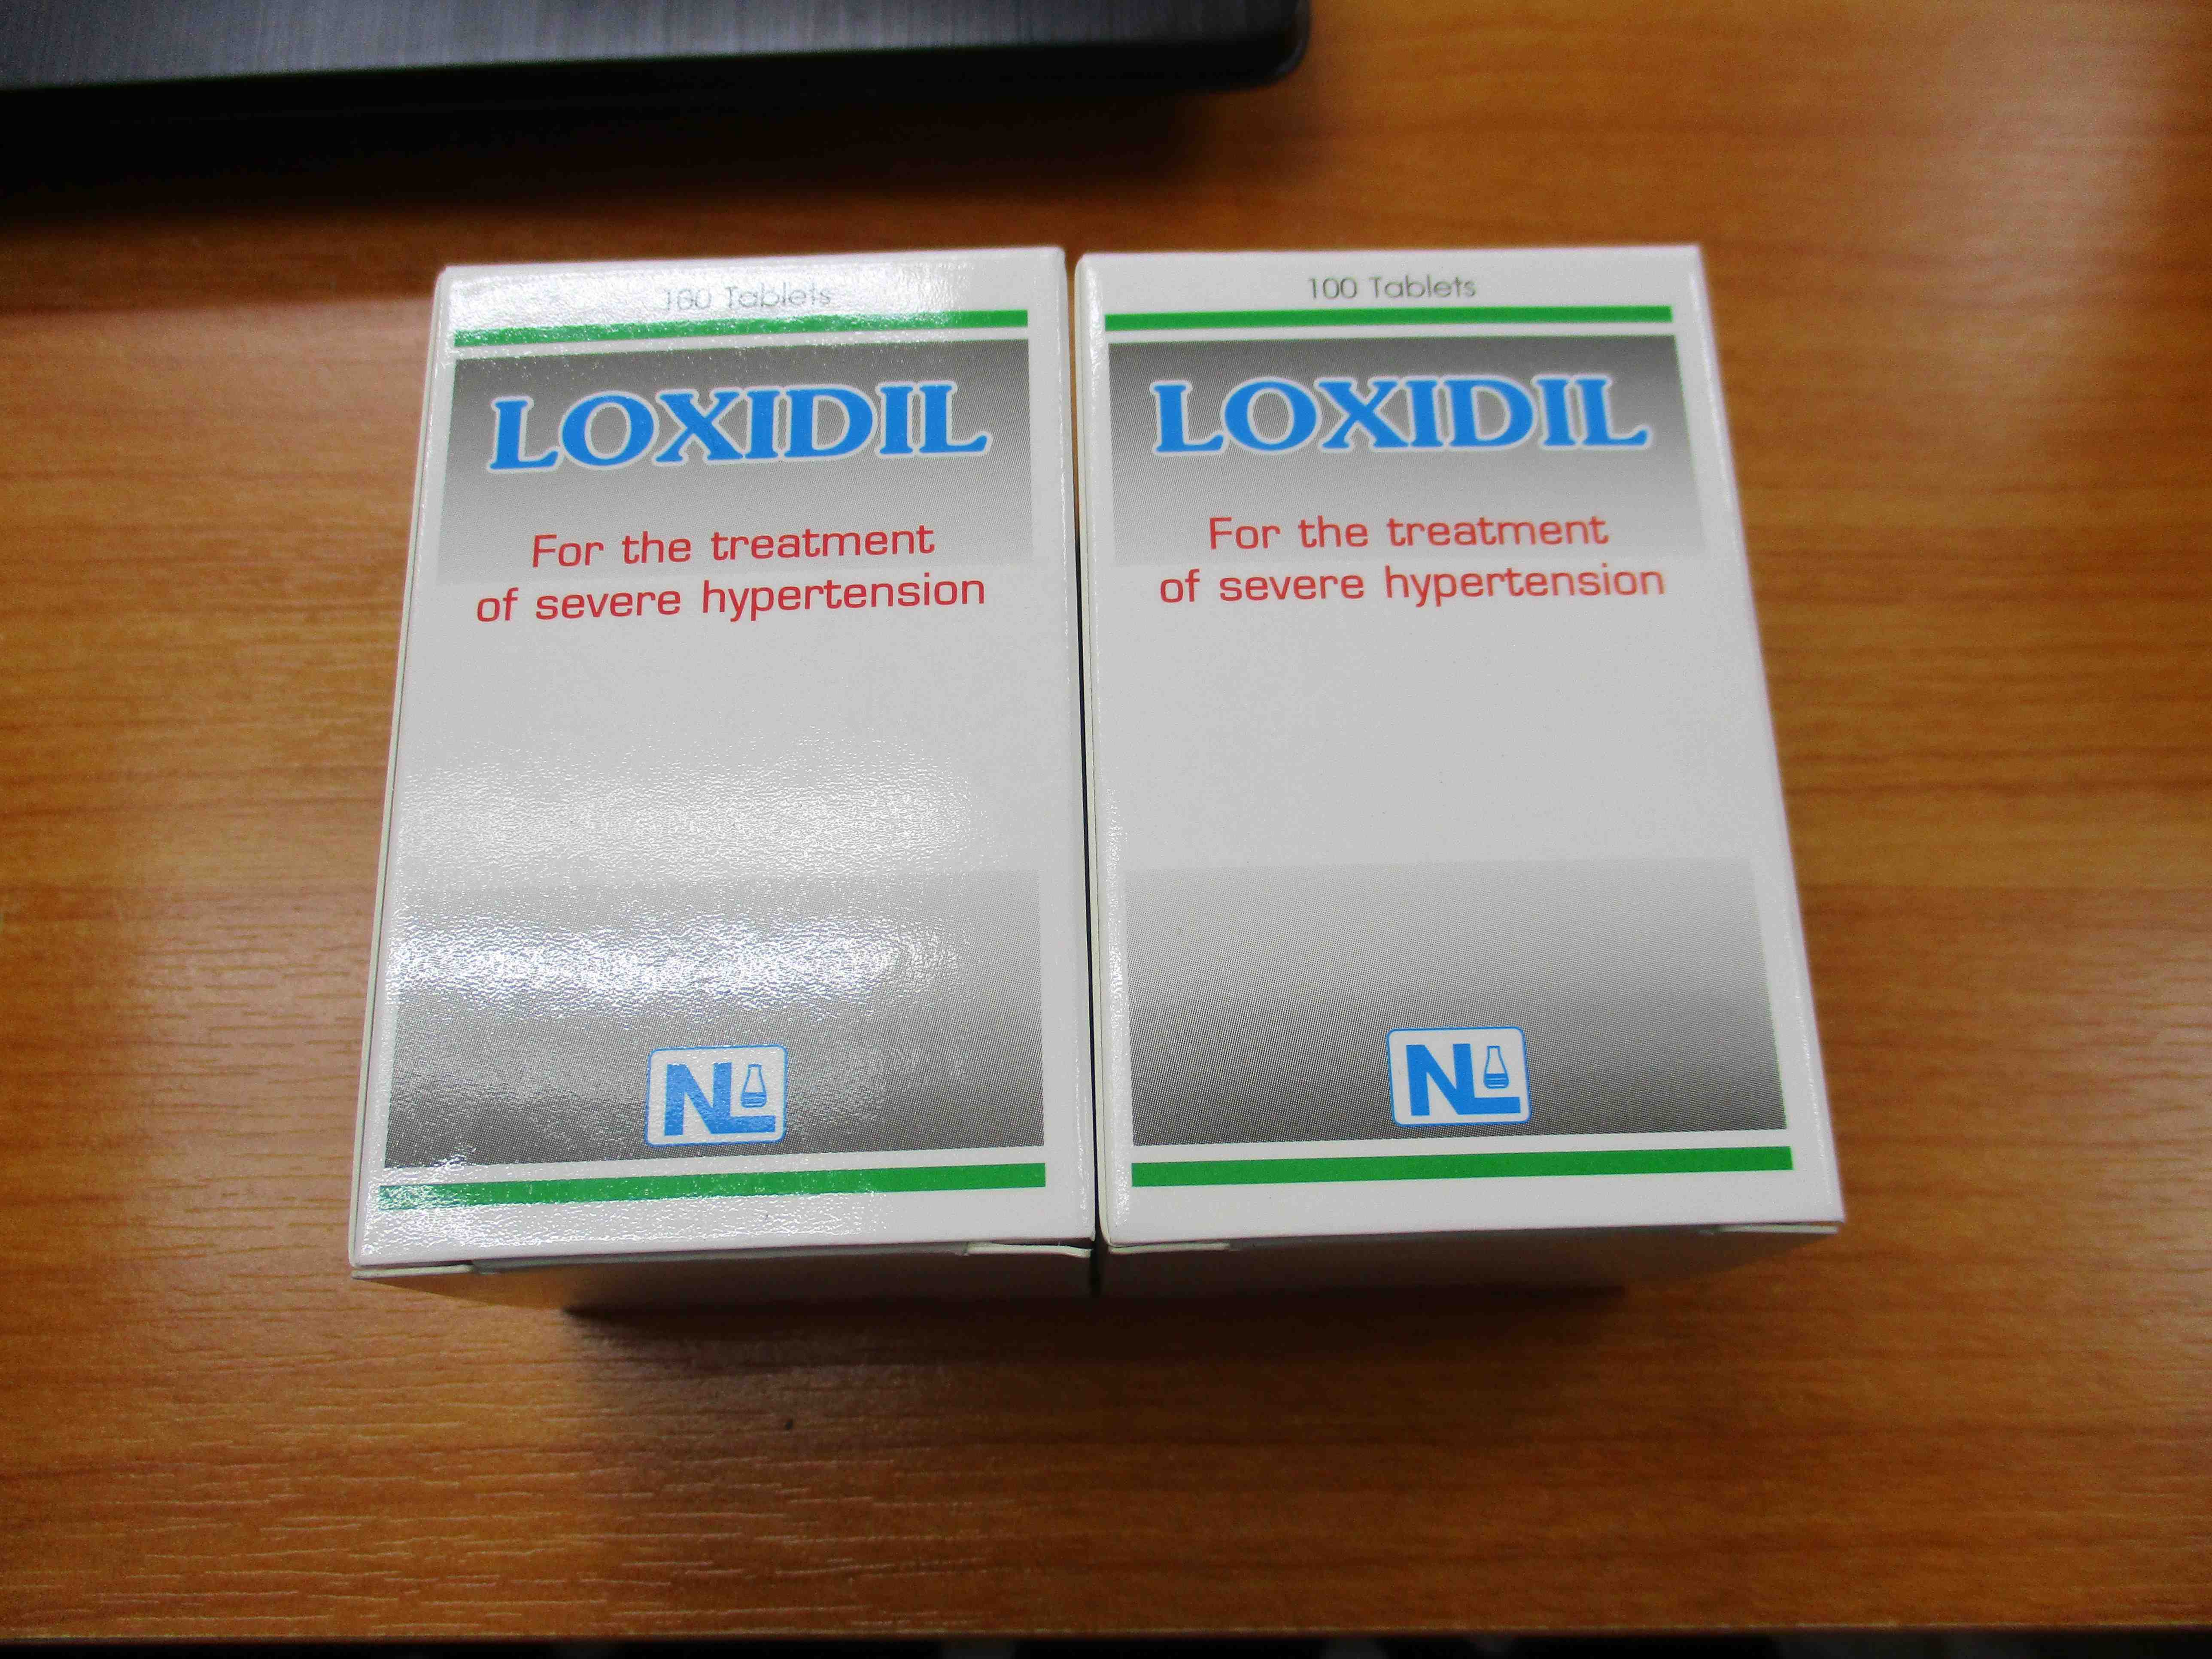 100 Tablets
LOXIDIL
For the treatment
of severe hypertension
NL
100 Tablets
LOXIDIL
For the treatment
of severe hypertension
NL